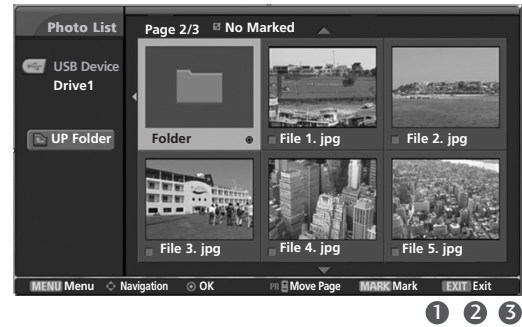 Photo List
Page 2/3 No Marked
USB Device
Drive1
UP Folder
Folder
File 1. jpg
File 2. jpg
File 3. jpg
File 4. jpg
File 5. jpg
MENU Menu Navigation OK PR Move Page MARK Mark EXIT Exit
1 2 3